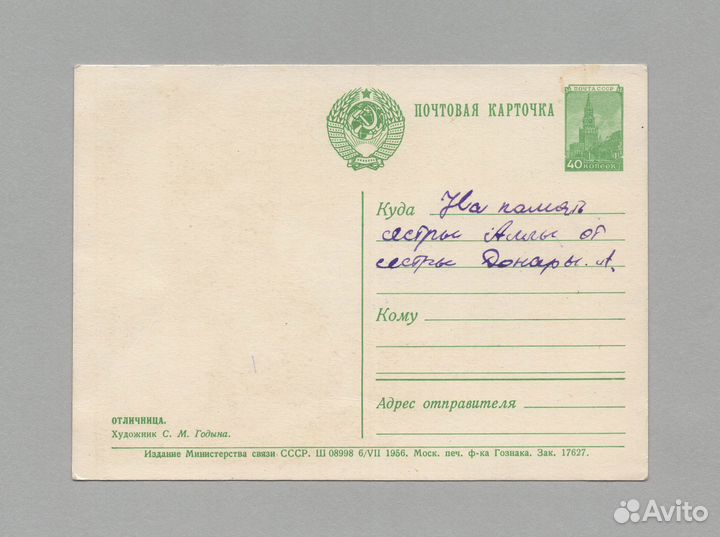 ПОЧТОВАЯ КАРТОЧКА
ПОЧТА СССР
40 КОПЕЕК
Куда На память
сестры Аллы от
сестры Донары. А.
Кому
Адрес отправителя
ОТЛИЧНИЦА.
Художник С. М. Годына.
Издание Министерства связи СССР. Ш 08998 6/VII 1956. Моск. печ. ф-ка Гознака. Зак. 17627.
Avito